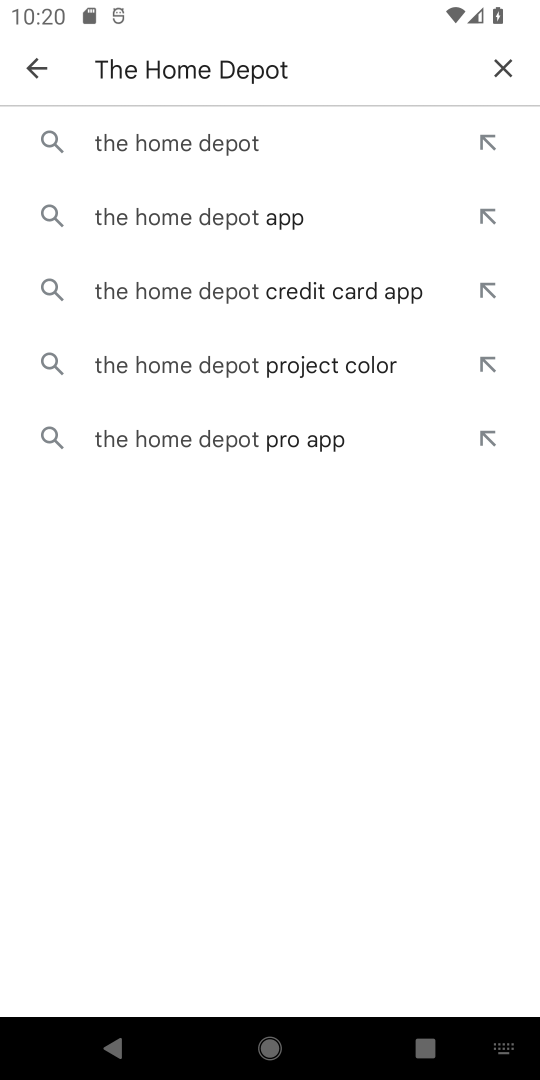 10:20
The Home Depot
the home depot
the home depot app
the home depot credit card app
the home depot project color
the home depot pro app